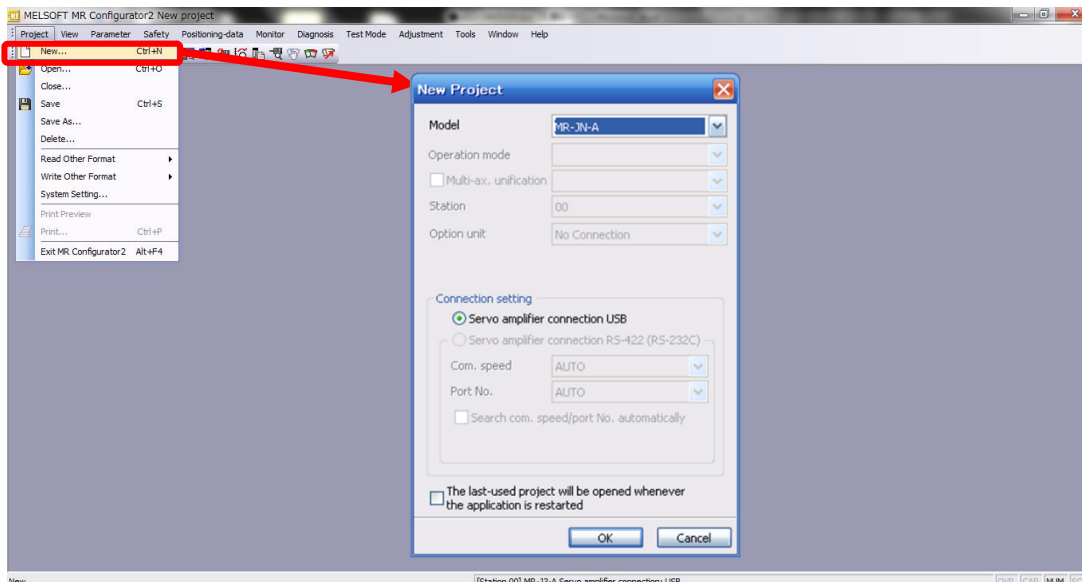 MELSOFT MR Configurator2 New project
Project View Parameter Safety Positioning-data Monitor Diagnosis Test Mode Adjustment Tools Window Help
New... Ctrl+N
Open... Ctrl+O
Close...
Save Ctrl+S
Save As...
Delete...
Read Other Format
Write Other Format
System Setting...
Print Preview
Print... Ctrl+P
Exit MR Configurator2 Alt+F4
New Project
Model MR-JN-A
Operation mode
Multi-ax. unification
Station 00
Option unit No Connection
Connection setting
Servo amplifier connection USB
Servo amplifier connection RS-422 (RS-232C)
Com. speed AUTO
Port No. AUTO
Search com. speed/port No. automatically
The last-used project will be opened whenever
the application is restarted
OK Cancel
New [Station 00] MR-J3-A Servo amplifier connection: USB OVR CAP NUM